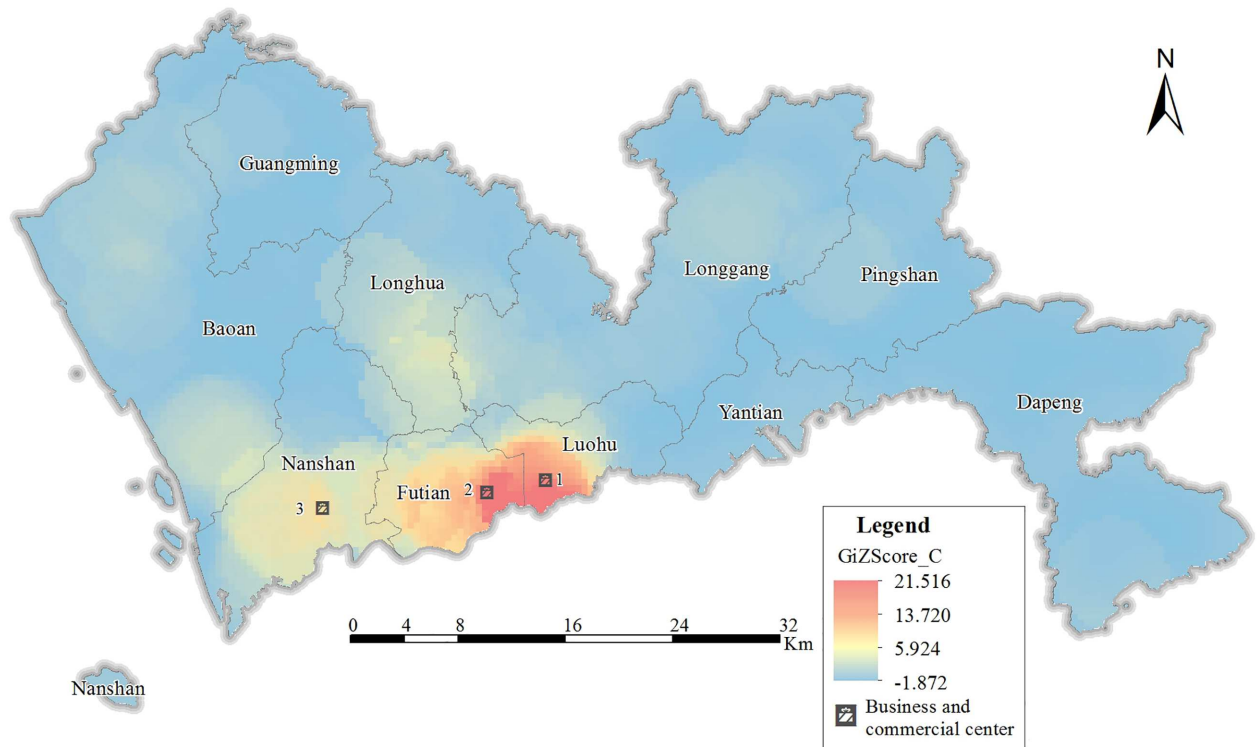 N
Guangming
Longhua
Longgang
Pingshan
Baoan
Yantian
Dapeng
Luohu
Nanshan
Futian
2
1
3
0 4 8 16 24 32
Km
Nanshan
Legend
GiZScore_C
21.516
13.720
5.924
-1.872
Business and
commercial center